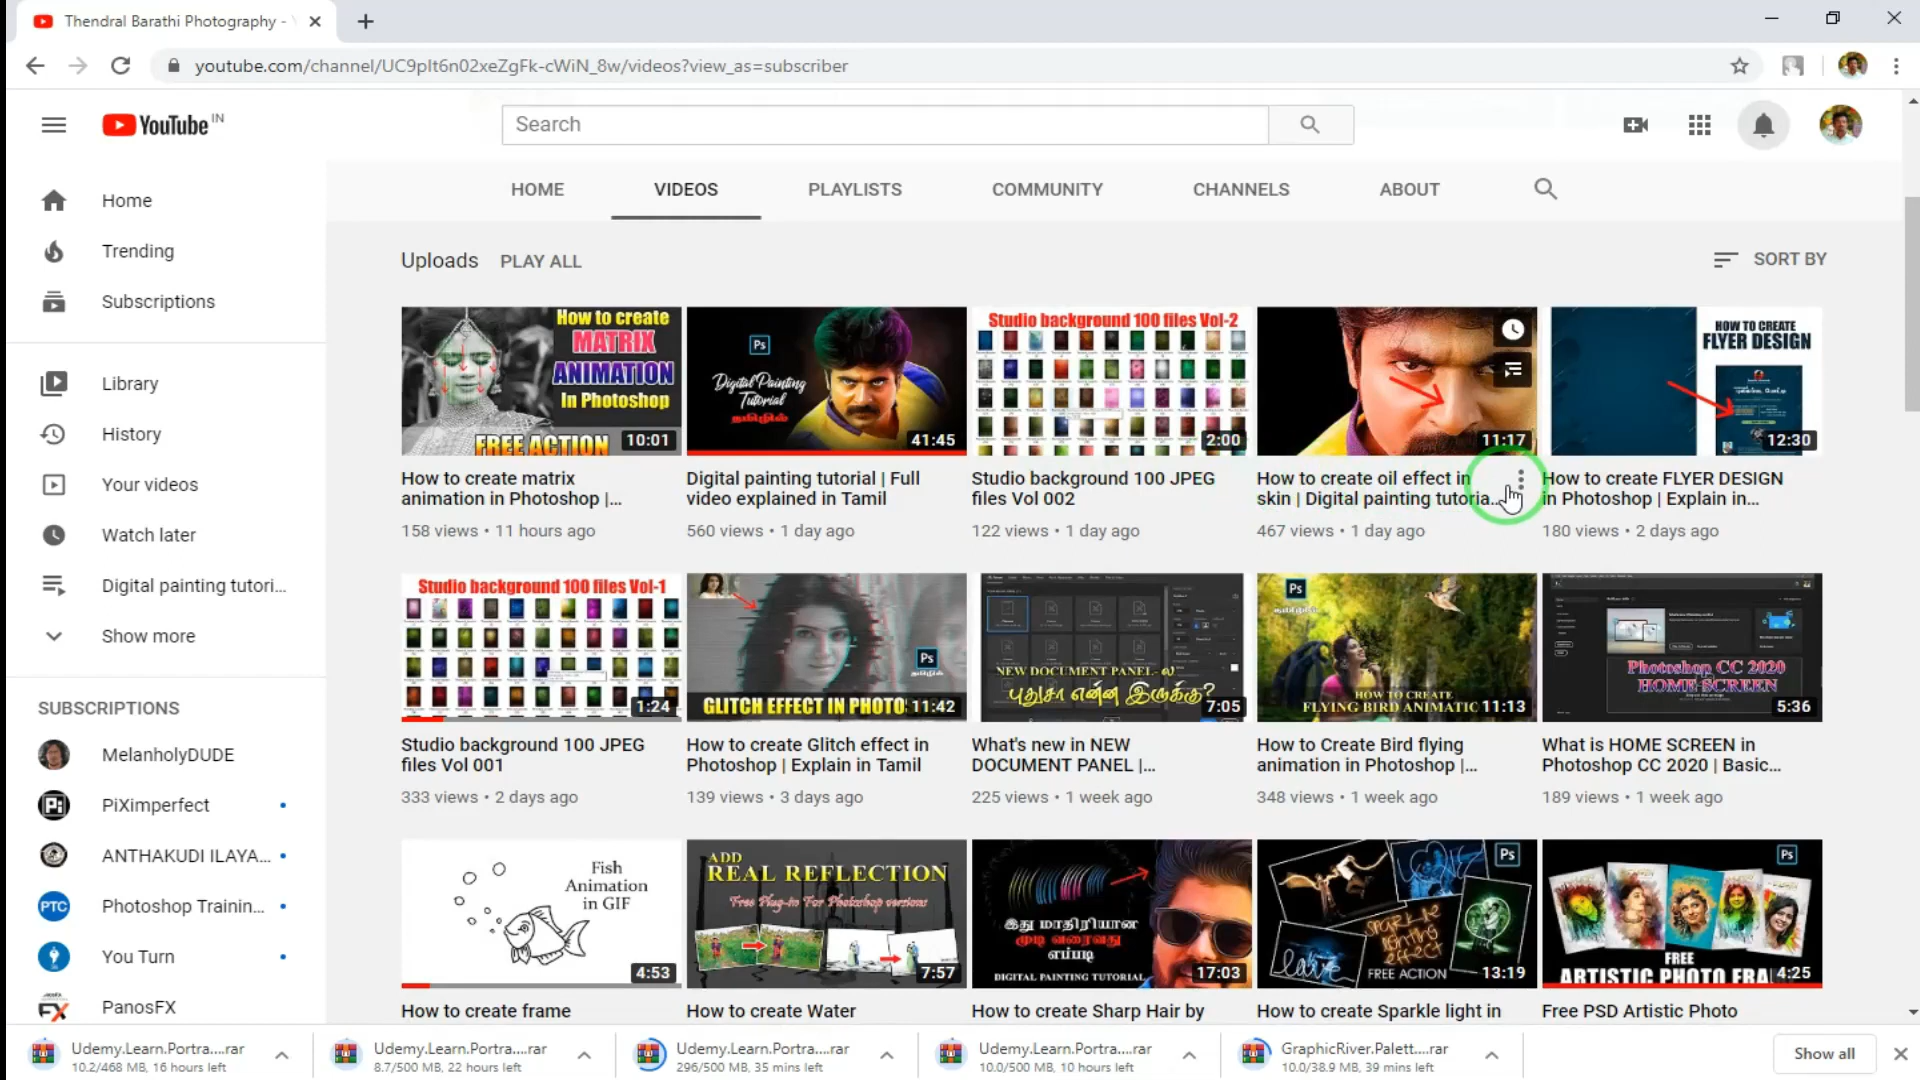 Thendral Barathi Photography -
youtube.com/channel/UC9pIt6n02xeZgFk-cWiN_8w/videos?view_as=subscriber
YouTube IN
Search
HOME
VIDEOS
PLAYLISTS
COMMUNITY
CHANNELS
ABOUT
Home
Trending
Subscriptions
Library
History
Your videos
Watch later
Digital painting tutori...
Show more
SUBSCRIPTIONS
MelanholyDUDE
PiXimperfect
ANTHAKUDI ILAYA...
Photoshop Trainin...
You Turn
PanosFX
Uploads PLAY ALL
SORT BY
How to create
MATRIX
ANIMATION
In Photoshop
FREE ACTION
10:01
How to create matrix
animation in Photoshop |...
158 views • 11 hours ago
Ps
Digital Painting
Tutorial
தமிழில்
41:45
Digital painting tutorial | Full
video explained in Tamil
560 views • 1 day ago
Studio background 100 files Vol-2
2:00
Studio background 100 JPEG
files Vol 002
122 views • 1 day ago
11:17
How to create oil effect in
skin | Digital painting tutoria...
467 views • 1 day ago
HOW TO CREATE
FLYER DESIGN
12:30
How to create FLYER DESIGN
in Photoshop | Explain in...
180 views • 2 days ago
Studio background 100 files Vol-1
1:24
Studio background 100 JPEG
files Vol 001
333 views • 2 days ago
Ps
GLITCH EFFECT IN PHOTO
11:42
How to create Glitch effect in
Photoshop | Explain in Tamil
139 views • 3 days ago
NEW DOCUMENT PANEL-ல
புதுசா என்ன இருக்கு?
7:05
What's new in NEW
DOCUMENT PANEL |...
225 views • 1 week ago
Ps
HOW TO CREATE
FLYING BIRD ANIMATIC
11:13
How to Create Bird flying
animation in Photoshop |...
348 views • 1 week ago
Photoshop CC 2020
HOME SCREEN
5:36
What is HOME SCREEN in
Photoshop CC 2020 | Basic...
189 views • 1 week ago
Fish
Animation
in GIF
4:53
How to create frame
ADD
REAL REFLECTION
Free Plug-in For Photoshop versions
7:57
How to create Water
இது மாதிரியான
முடி வரைவது
எப்படி
DIGITAL PAINTING TUTORIAL
17:03
How to create Sharp Hair by
Ps
SPARKLE
LIGHTING
EFFECT
FREE ACTION
13:19
How to create Sparkle light in
Ps
FREE
ARTISTIC PHOTO FRA
4:25
Free PSD Artistic Photo
Udemy.Learn.Portra....rar
10.2/468 MB, 16 hours left
Udemy.Learn.Portra....rar
8.7/500 MB, 22 hours left
Udemy.Learn.Portra....rar
296/500 MB, 35 mins left
Udemy.Learn.Portra....rar
10.0/500 MB, 10 hours left
GraphicRiver.Palett....rar
10.0/38.9 MB, 39 mins left
Show all